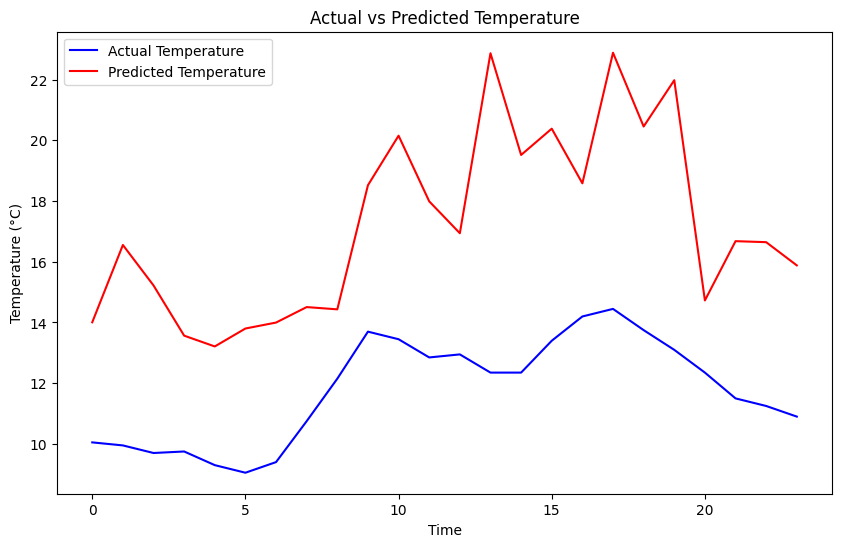 Actual vs Predicted Temperature
Actual Temperature
Predicted Temperature
22
20
18
16
14
12
10
Temperature (°C)
0 5 10 15 20
Time